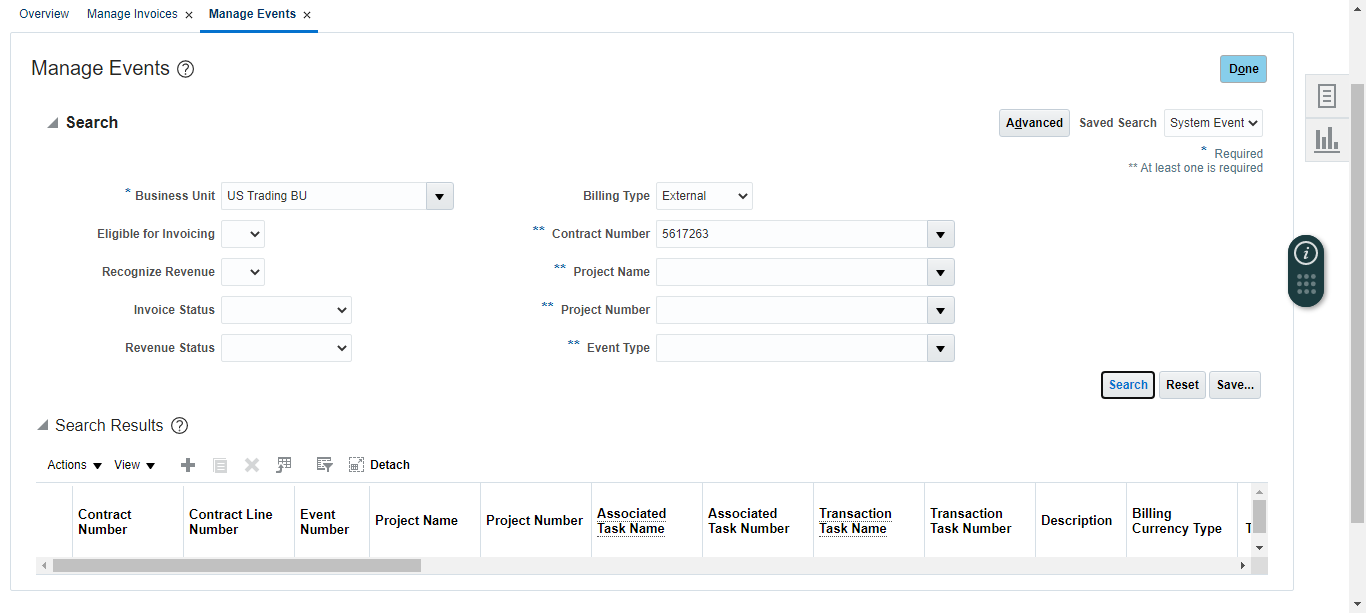 Overview Manage Invoices × Manage Events ×
Manage Events ?
Done
Search
Advanced Saved Search System Event
* Required
** At least one is required
* Business Unit US Trading BU Billing Type External
Eligible for Invoicing ** Contract Number 5617263
Recognize Revenue ** Project Name
Invoice Status ** Project Number
Revenue Status ** Event Type
Search Reset Save...
Search Results ?
Actions View Detach
Contract Number Contract Line Number Event Number Project Name Project Number Associated Task Name Associated Task Number Transaction Task Name Transaction Task Number Description Billing Currency Type